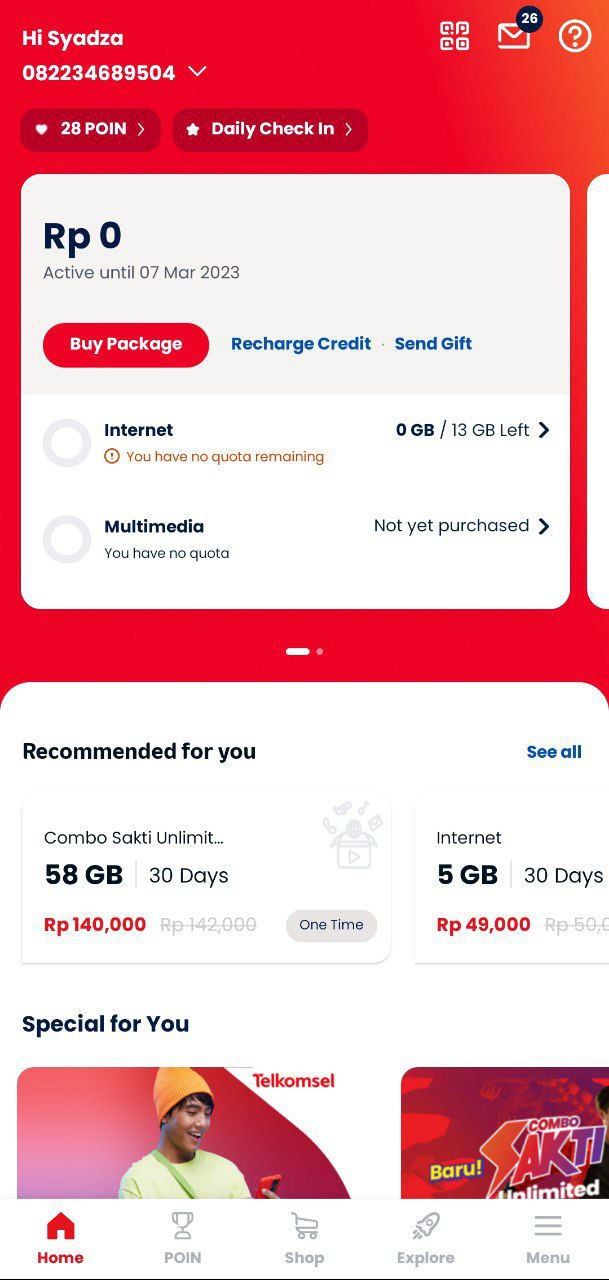 Hi Syadza
26
082234689504
28 POIN
Daily Check In
Rp 0
Active until 07 Mar 2023
Buy Package
Recharge Credit · Send Gift
Internet
0 GB / 13 GB Left
You have no quota remaining
Multimedia
Not yet purchased
You have no quota
Recommended for you
See all
Combo Sakti Unlimit...
58 GB | 30 Days
Rp 140,000 Rp 142,000
One Time
Internet
5 GB | 30 Days
Rp 49,000
Special for You
Telkomsel
Baru!
COMBO
SAKTI
Unlimited
Home
POIN
Shop
Explore
Menu